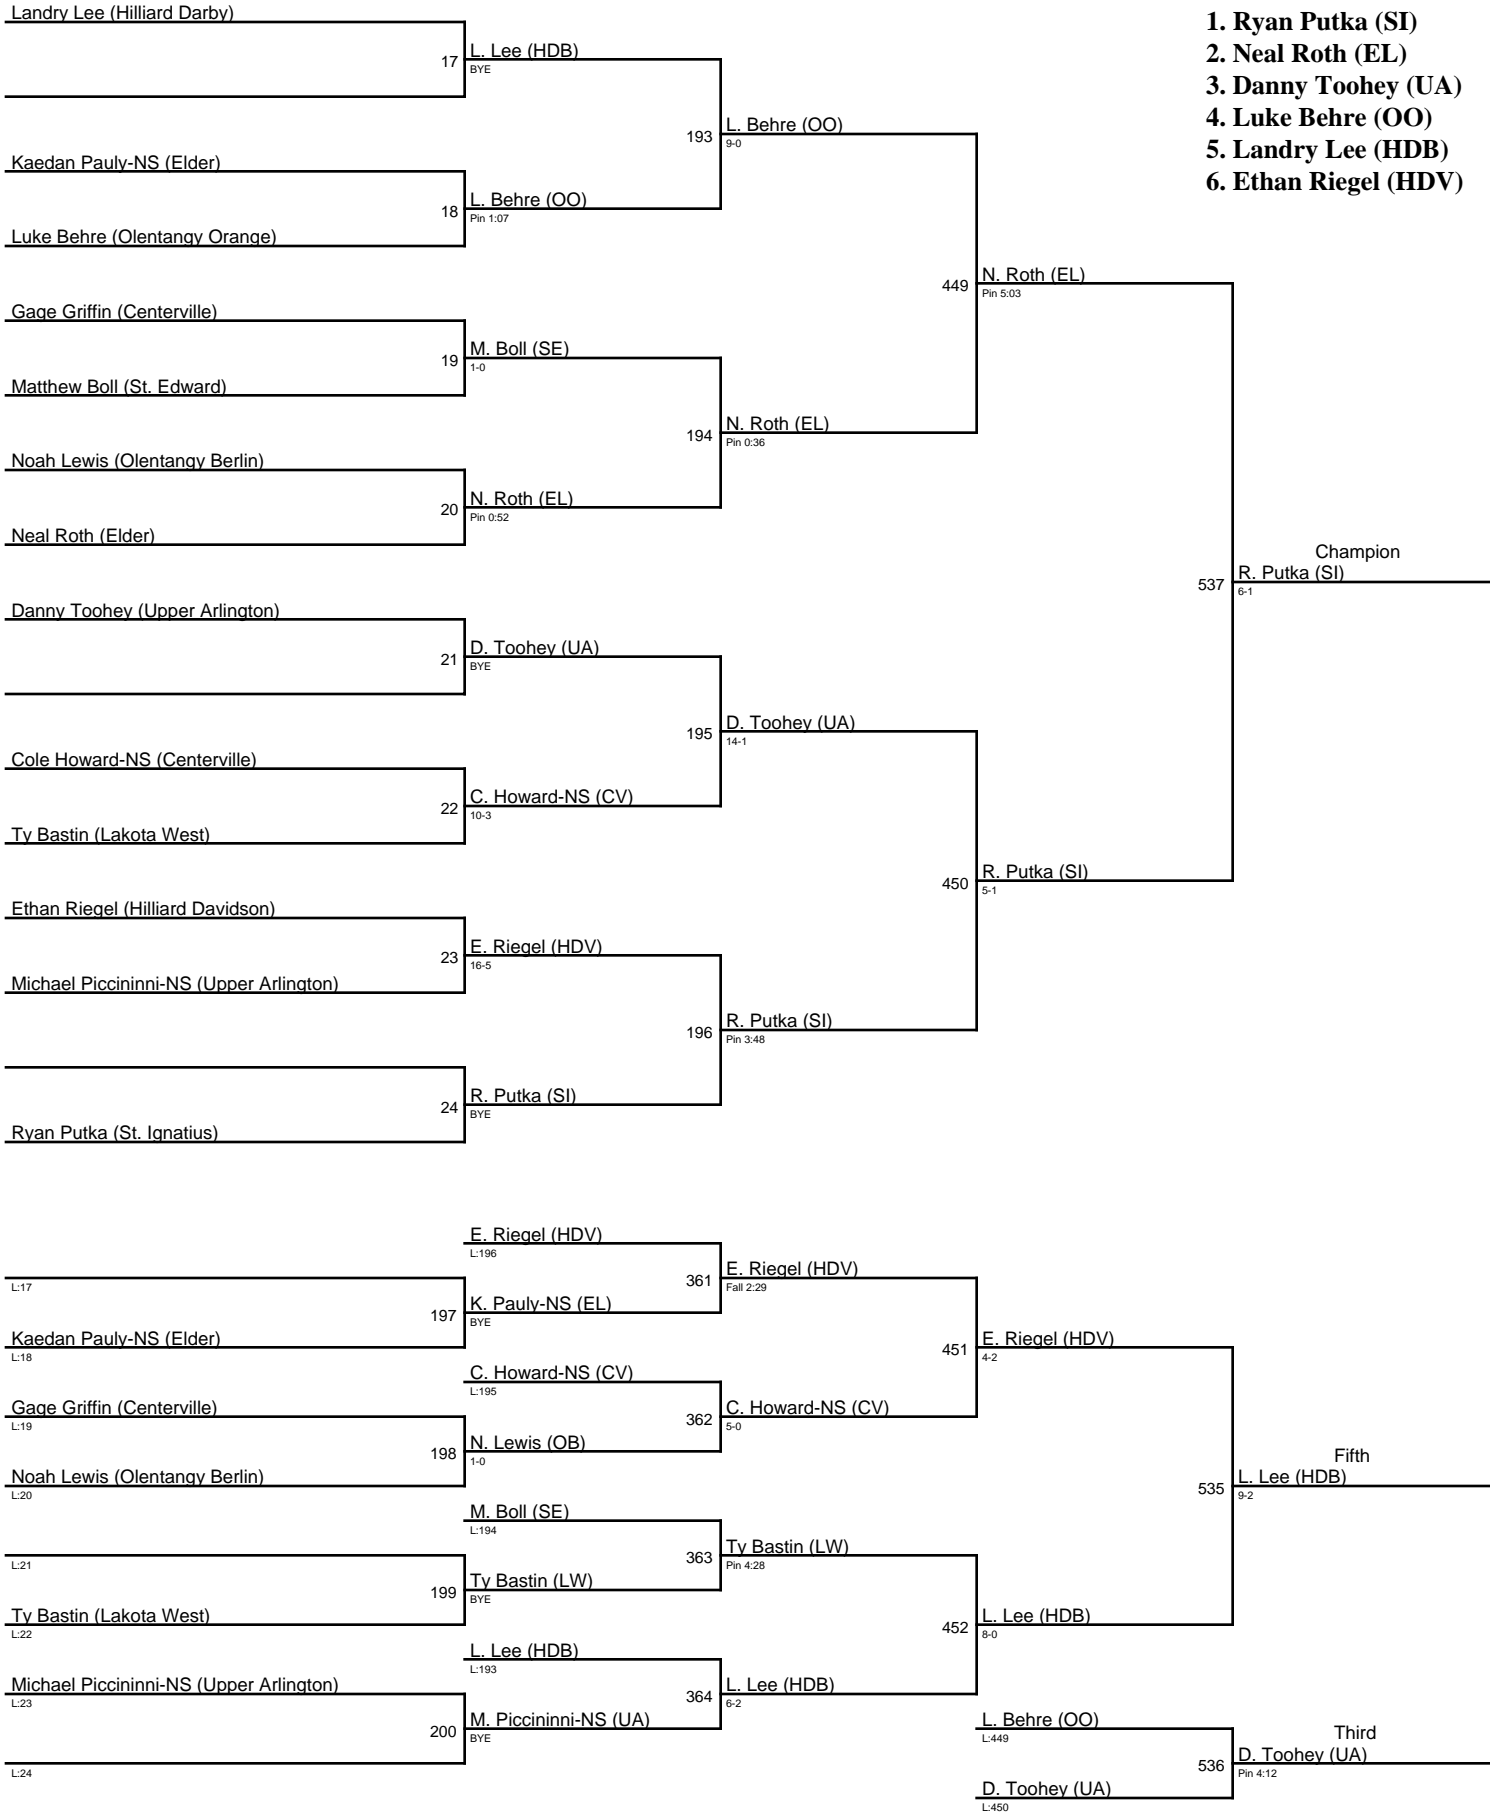 Landry Lee (Hilliard Darby)
17
L. Lee (HDB)
BYE
Kaedan Pauly-NS (Elder)
18
L. Behre (OO)
Pin 1:07
Luke Behre (Olentangy Orange)
193
L. Behre (OO)
9-0
Gage Griffin (Centerville)
19
M. Boll (SE)
1-0
Matthew Boll (St. Edward)
194
N. Roth (EL)
Pin 0:36
Noah Lewis (Olentangy Berlin)
20
N. Roth (EL)
Pin 0:52
Neal Roth (Elder)
449
N. Roth (EL)
Pin 5:03
Danny Toohey (Upper Arlington)
21
D. Toohey (UA)
BYE
195
D. Toohey (UA)
14-1
Cole Howard-NS (Centerville)
22
C. Howard-NS (CV)
10-3
Ty Bastin (Lakota West)
450
R. Putka (SI)
5-1
Ethan Riegel (Hilliard Davidson)
23
E. Riegel (HDV)
16-5
Michael Piccininni-NS (Upper Arlington)
196
R. Putka (SI)
Pin 3:48
24
R. Putka (SI)
BYE
Ryan Putka (St. Ignatius)
537
Champion
R. Putka (SI)
6-1
1. Ryan Putka (SI)
2. Neal Roth (EL)
3. Danny Toohey (UA)
4. Luke Behre (OO)
5. Landry Lee (HDB)
6. Ethan Riegel (HDV)
E. Riegel (HDV)
L:196
361
E. Riegel (HDV)
Fall 2:29
L:17
197
K. Pauly-NS (EL)
BYE
Kaedan Pauly-NS (Elder)
L:18
451
E. Riegel (HDV)
4-2
C. Howard-NS (CV)
L:195
Gage Griffin (Centerville)
L:19
362
C. Howard-NS (CV)
5-0
198
N. Lewis (OB)
1-0
Noah Lewis (Olentangy Berlin)
L:20
535
Fifth
L. Lee (HDB)
9-2
M. Boll (SE)
L:194
363
Ty Bastin (LW)
Pin 4:28
L:21
199
Ty Bastin (LW)
BYE
Ty Bastin (Lakota West)
L:22
452
L. Lee (HDB)
8-0
L. Lee (HDB)
L:193
Michael Piccininni-NS (Upper Arlington)
L:23
364
L. Lee (HDB)
6-2
200
M. Piccininni-NS (UA)
BYE
L:24
L. Behre (OO)
L:449
536
Third
D. Toohey (UA)
Pin 4:12
D. Toohey (UA)
L:450